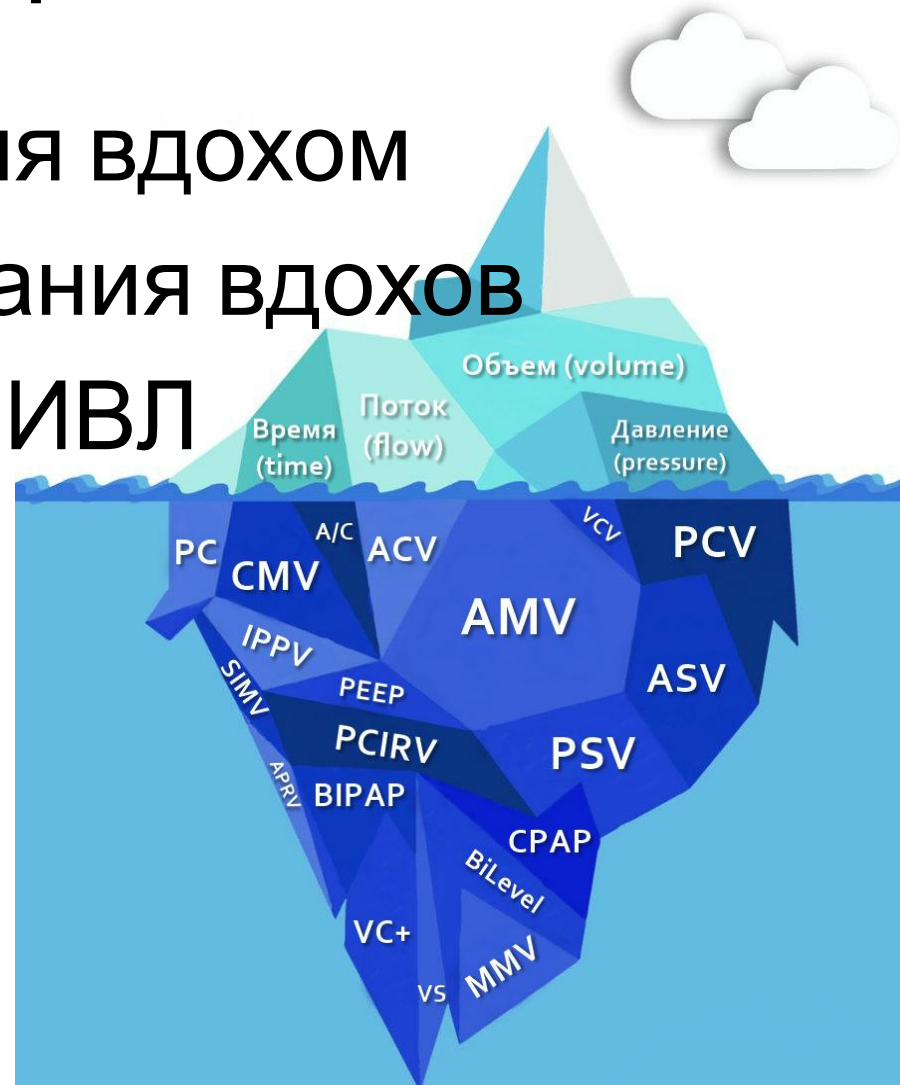 вдохом
вдохов
ИВЛ
Объем (volume)
Поток
(flow)
Время
(time)
Давление
(pressure)
PC
CMV
A/C
ACV
VCV
PCV
AMV
IPPV
SIMV
PEEP
ASV
PCIRV
PSV
APRV
BIPAP
CPAP
BiLevel
VC+
VS
MMV